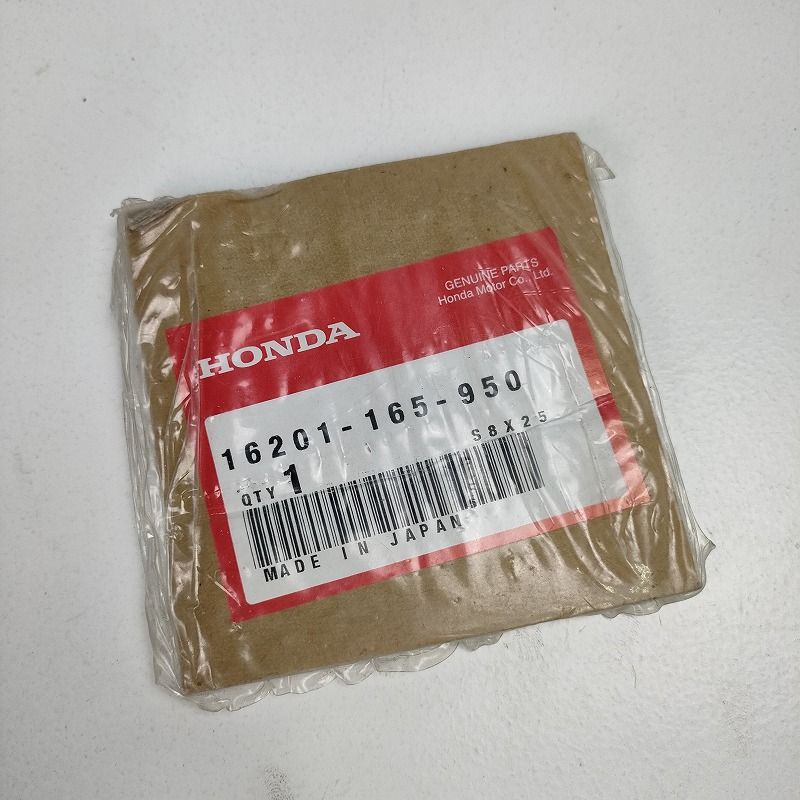 GENUINE PARTS
Honda Motor Co., Ltd.
HONDA
16201-165-950
S8X25
QTY 1
MADE IN JAPAN